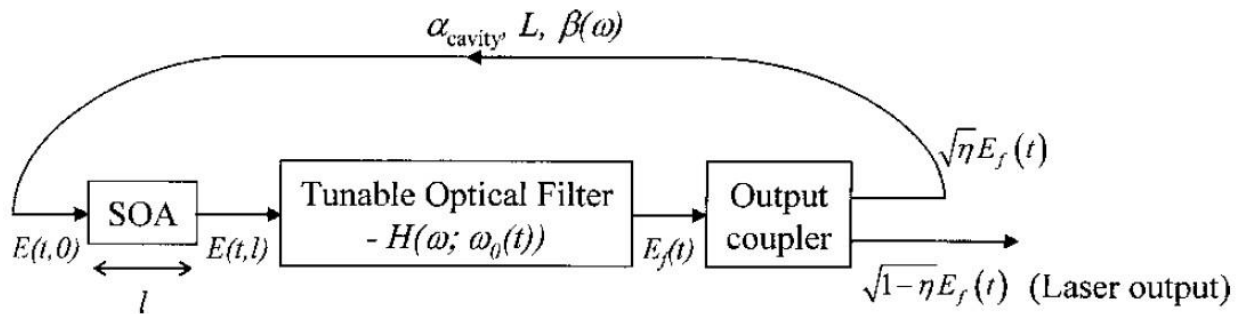 α_cavity, L, β(ω)
√η E_f(t)
SOA
Tunable Optical Filter
- H(ω; ω_0(t))
Output
coupler
E(t,0)
E(t,l)
E_f(t)
l
√1-η E_f(t) (Laser output)